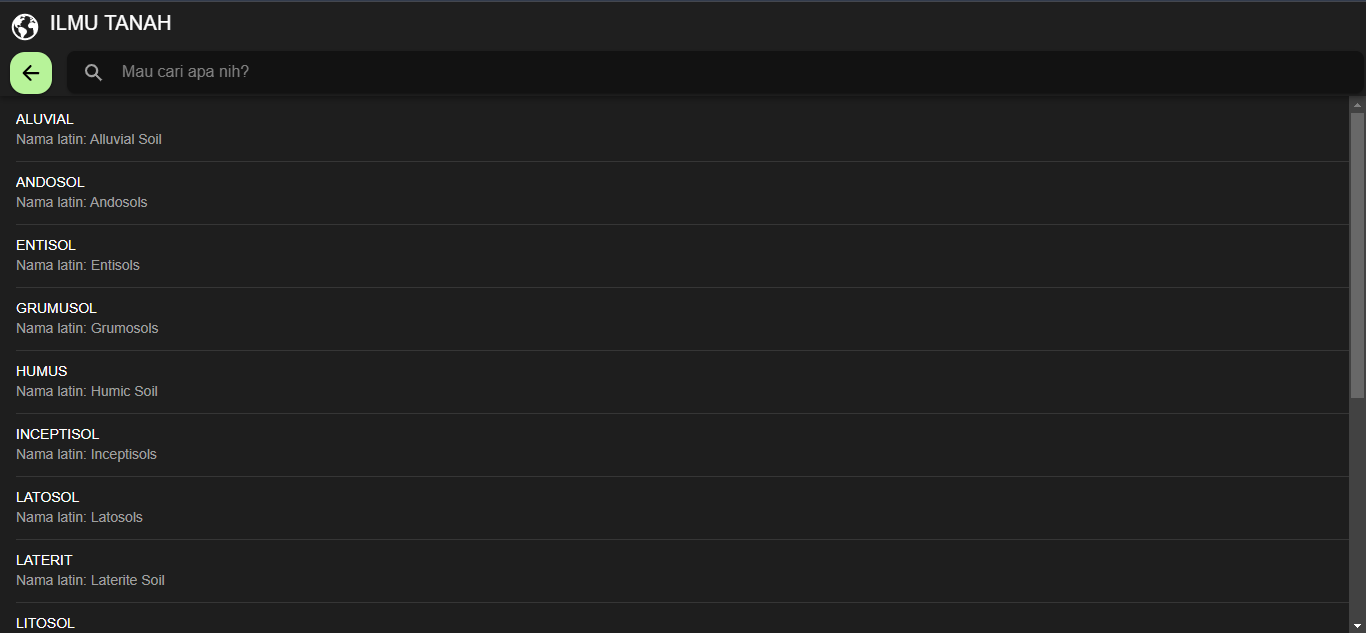 ILMU TANAH
Mau cari apa nih?
ALUVIAL
Nama latin: Alluvial Soil
ANDOSOL
Nama latin: Andosols
ENTISOL
Nama latin: Entisols
GRUMUSOL
Nama latin: Grumosols
HUMUS
Nama latin: Humic Soil
INCEPTISOL
Nama latin: Inceptisols
LATOSOL
Nama latin: Latosols
LATERIT
Nama latin: Laterite Soil
LITOSOL